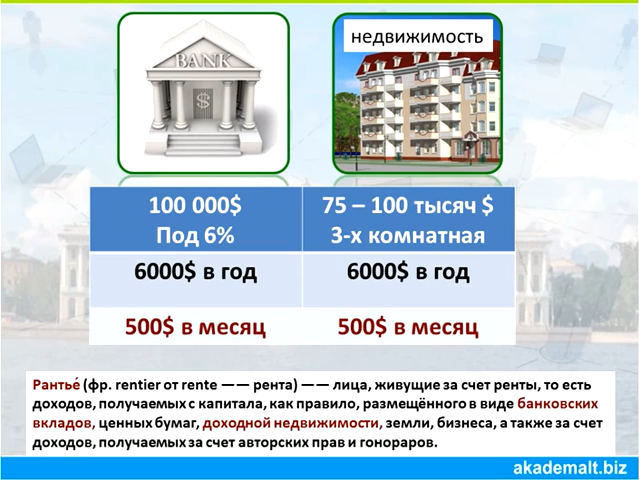 BANK
$
недвижимость
100 000$
Под 6%
75 – 100 тысяч $
3-х комнатная
6000$ в год
6000$ в год
500$ в месяц
500$ в месяц
Рантье́ (фр. rentier от rente —— рента) —— лица, живущие за счет ренты, то есть
доходов, получаемых с капитала, как правило, размещённого в виде банковских
вкладов, ценных бумаг, доходной недвижимости, земли, бизнеса, а также за счет
доходов, получаемых за счет авторских прав и гонораров.
akademalt.biz